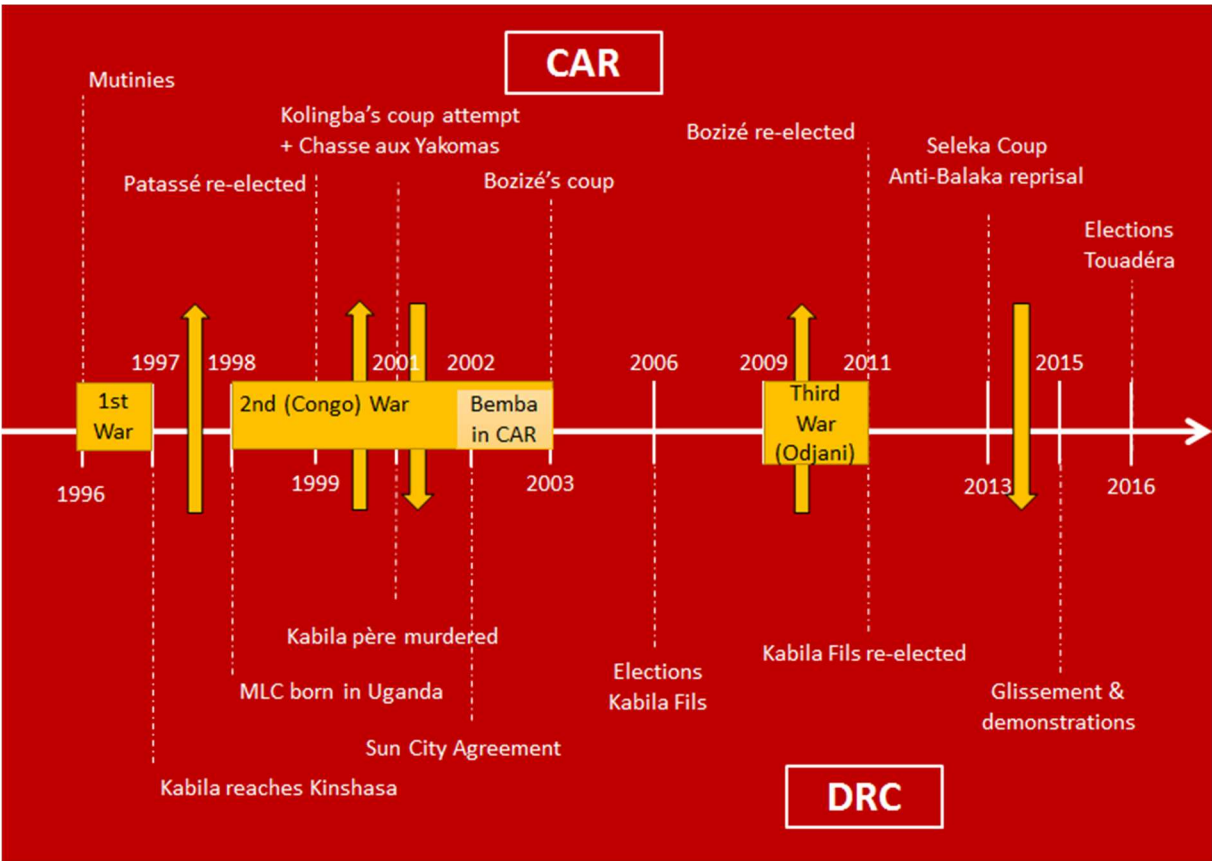 CAR
Mutinies
Kolingba's coup attempt
+ Chasse aux Yakomas
Patassé re-elected
Bozizé's coup
Bozizé re-elected
Seleka Coup
Anti-Balaka reprisal
Elections
Touadéra
1997
1998
2001
2002
2006
2009
2011
2015
1st
War
2nd (Congo) War
Bemba
in CAR
Third
War
(Odjani)
1996
1999
2003
2013
2016
Kabila père murdered
MLC born in Uganda
Sun City Agreement
Kabila reaches Kinshasa
Elections
Kabila Fils
Kabila Fils re-elected
Glissement &
demonstrations
DRC